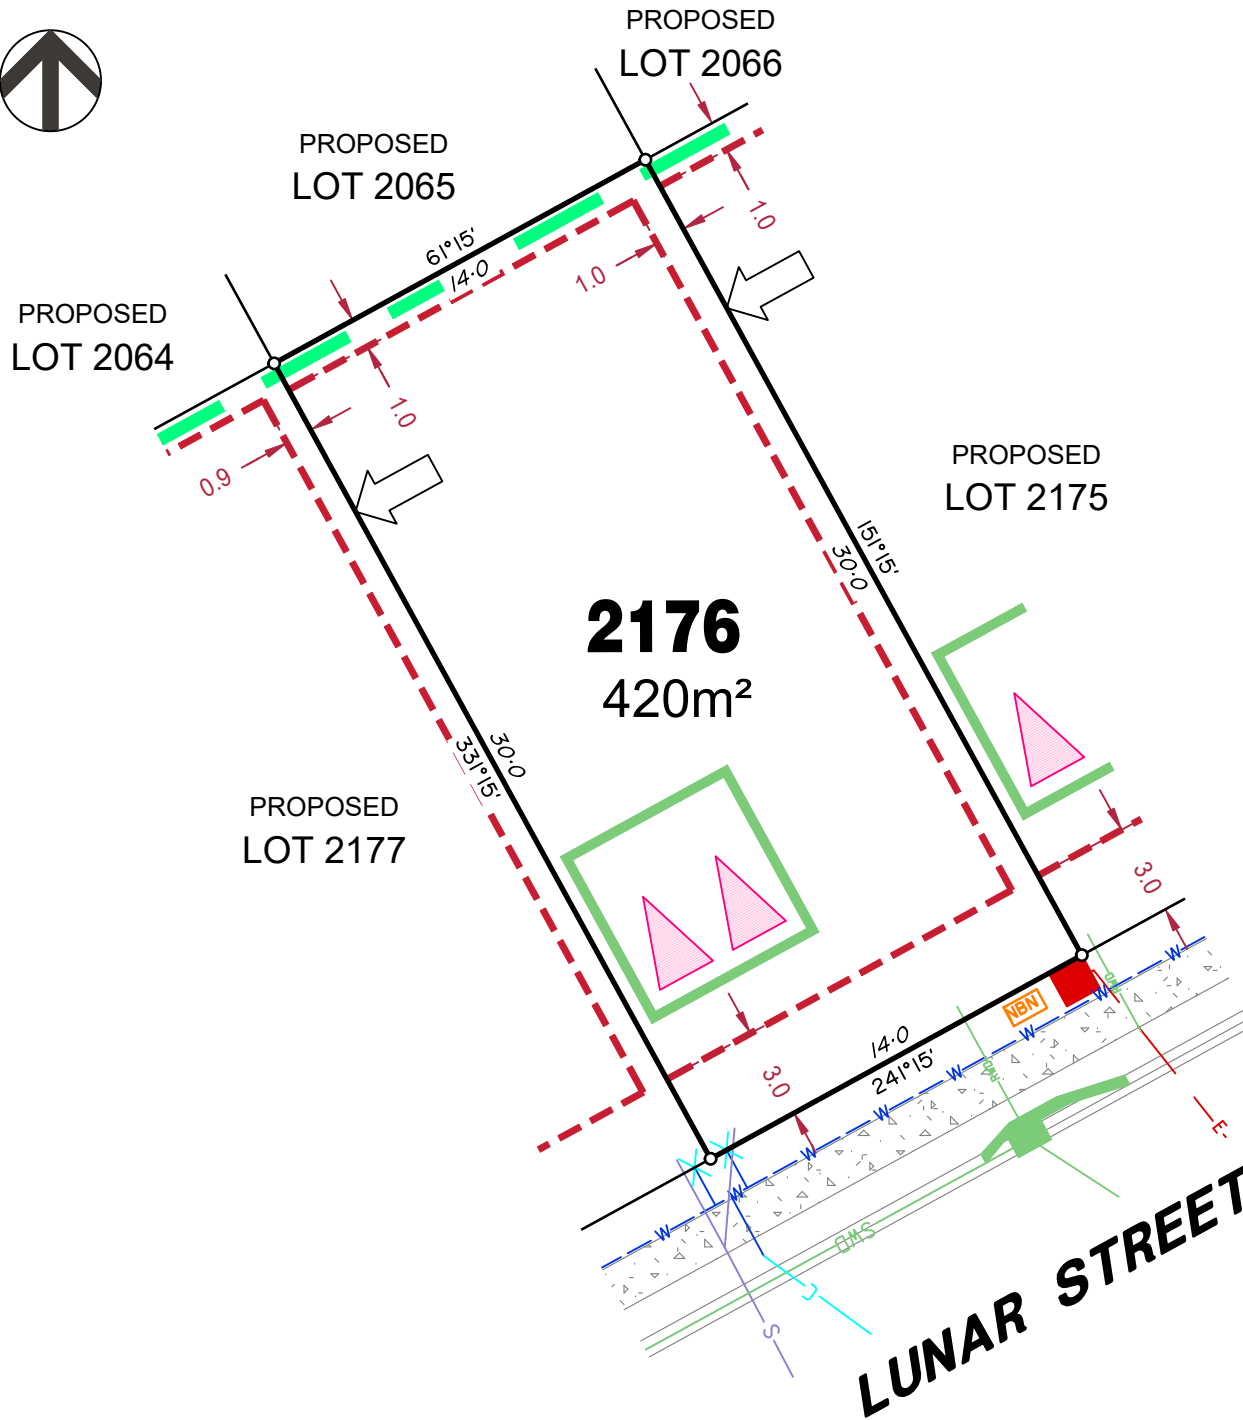 PROPOSED
LOT 2066
PROPOSED
LOT 2065
61°15'
14·0
1.0
1.0
PROPOSED
LOT 2064
1.0
0.9
PROPOSED
LOT 2175
151°15'
30·0
2176
420m²
30·0
331°15'
PROPOSED
LOT 2177
3.0
3.0
14·0
241°15'
NBN
RWD
RWD
W
W
W
W
W
W
W
W
SWD
S
E
LUNAR STREET